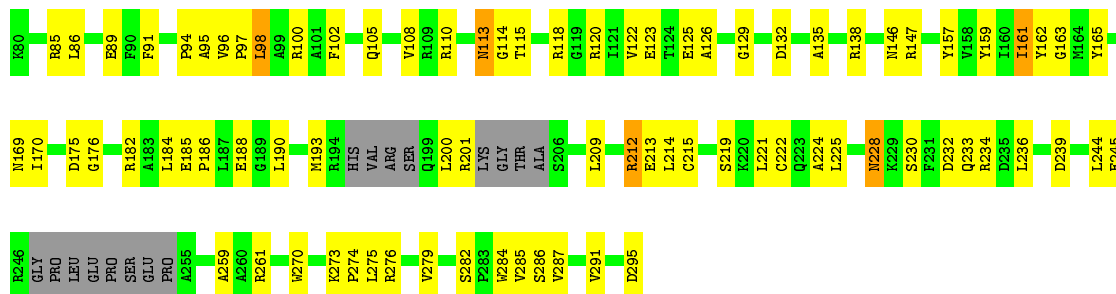 K80 R85 L86 E89 F90 F91 P94 A95 V96 P97 L98 A99 R100 A101 F102 Q105 V108 R109 R110 N113 G114 T115 R118 G119 R120 I121 V122 E123 T124 E125 A126 G129 D132 A135 R138 N146 R147 Y157 V158 Y159 I160 I161 Y162 G163 M164 Y165
N169 I170 D175 G176 R182 A183 L184 E185 P186 L187 E188 G189 L190 M193 R194 HIS VAL ARG SER Q199 L200 R201 LYS GLY THR ALA S206 L209 R212 E213 L214 C215 S219 K220 L221 C222 Q223 A224 L225 N228 K229 S230 F231 D232 Q233 R234 D235 L236 D239 L244 E245
R246 GLY PRO LEU GLU PRO SER GLU PRO A255 A259 A260 R261 W270 K273 P274 L275 R276 V279 S282 P283 W284 V285 S286 V287 V291 D295